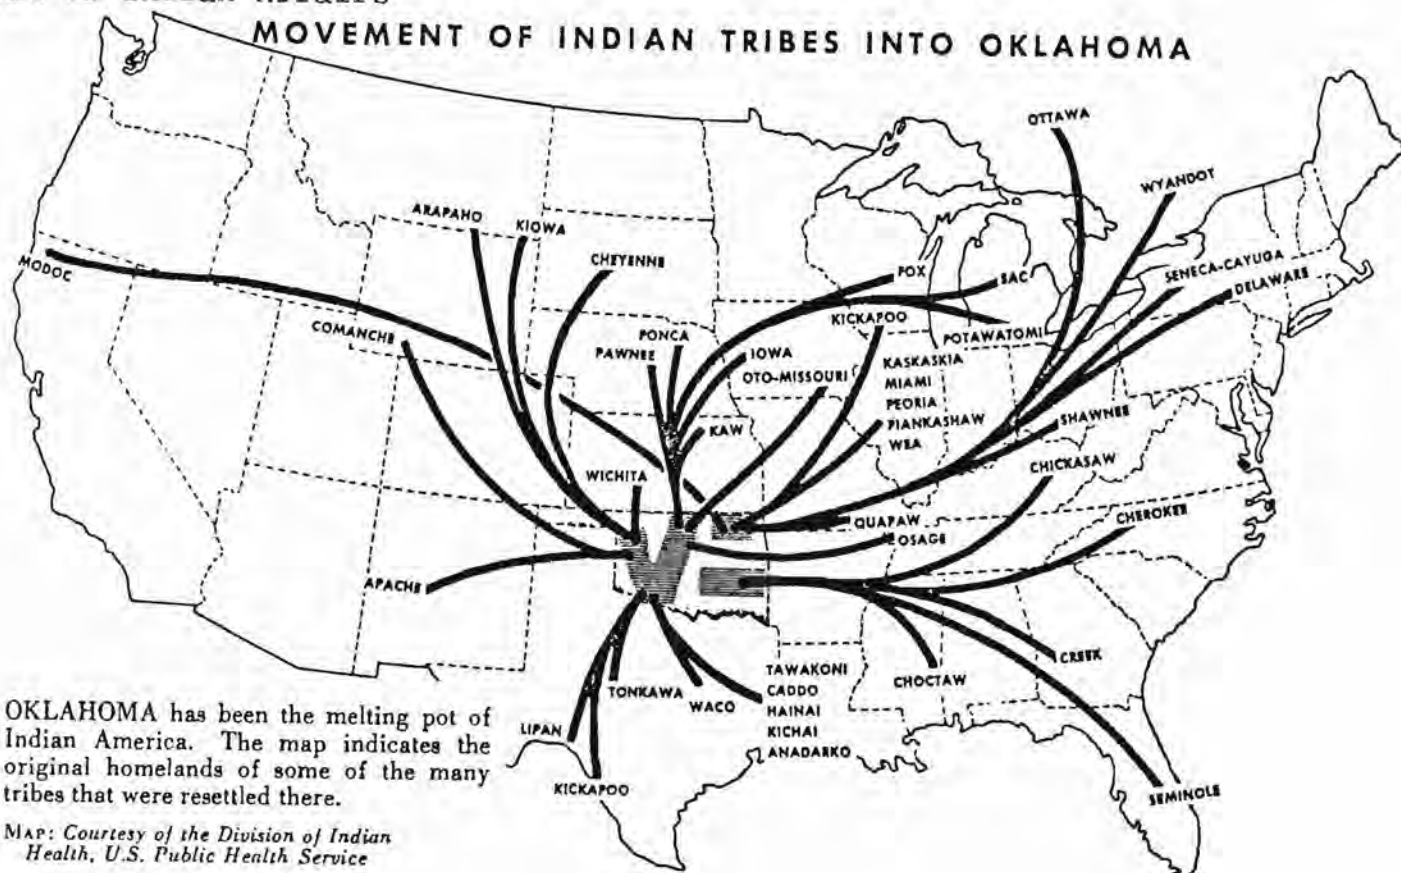 MOVEMENT OF INDIAN TRIBES INTO OKLAHOMA
OTTAWA
WYANDOT
ARAPAHO
KIOWA
CHEYENNE
MODOC
FOX
SAC
SENECA-CAYUGA
DELAWARE
COMANCHE
KICKAPOO
POTAWATOMI
PONCA
PAWNEE
IOWA
OTO-MISSOURI
KASKASKIA
MIAMI
PEORIA
PIANKASHAW
WEA
KAW
SHAWNEE
CHICKASAW
WICHITA
QUAPAW
OSAGE
CHEROKEE
APACHE
CREEK
CHOCTAW
TONKAWA
WACO
TAWAKONI
CADDO
HAINAI
KICHAI
ANADARKO
LIPAN
KICKAPOO
SEMINOLE
OKLAHOMA has been the melting pot of
Indian America. The map indicates the
original homelands of some of the many
tribes that were resettled there.
MAP: Courtesy of the Division of Indian
Health, U.S. Public Health Service